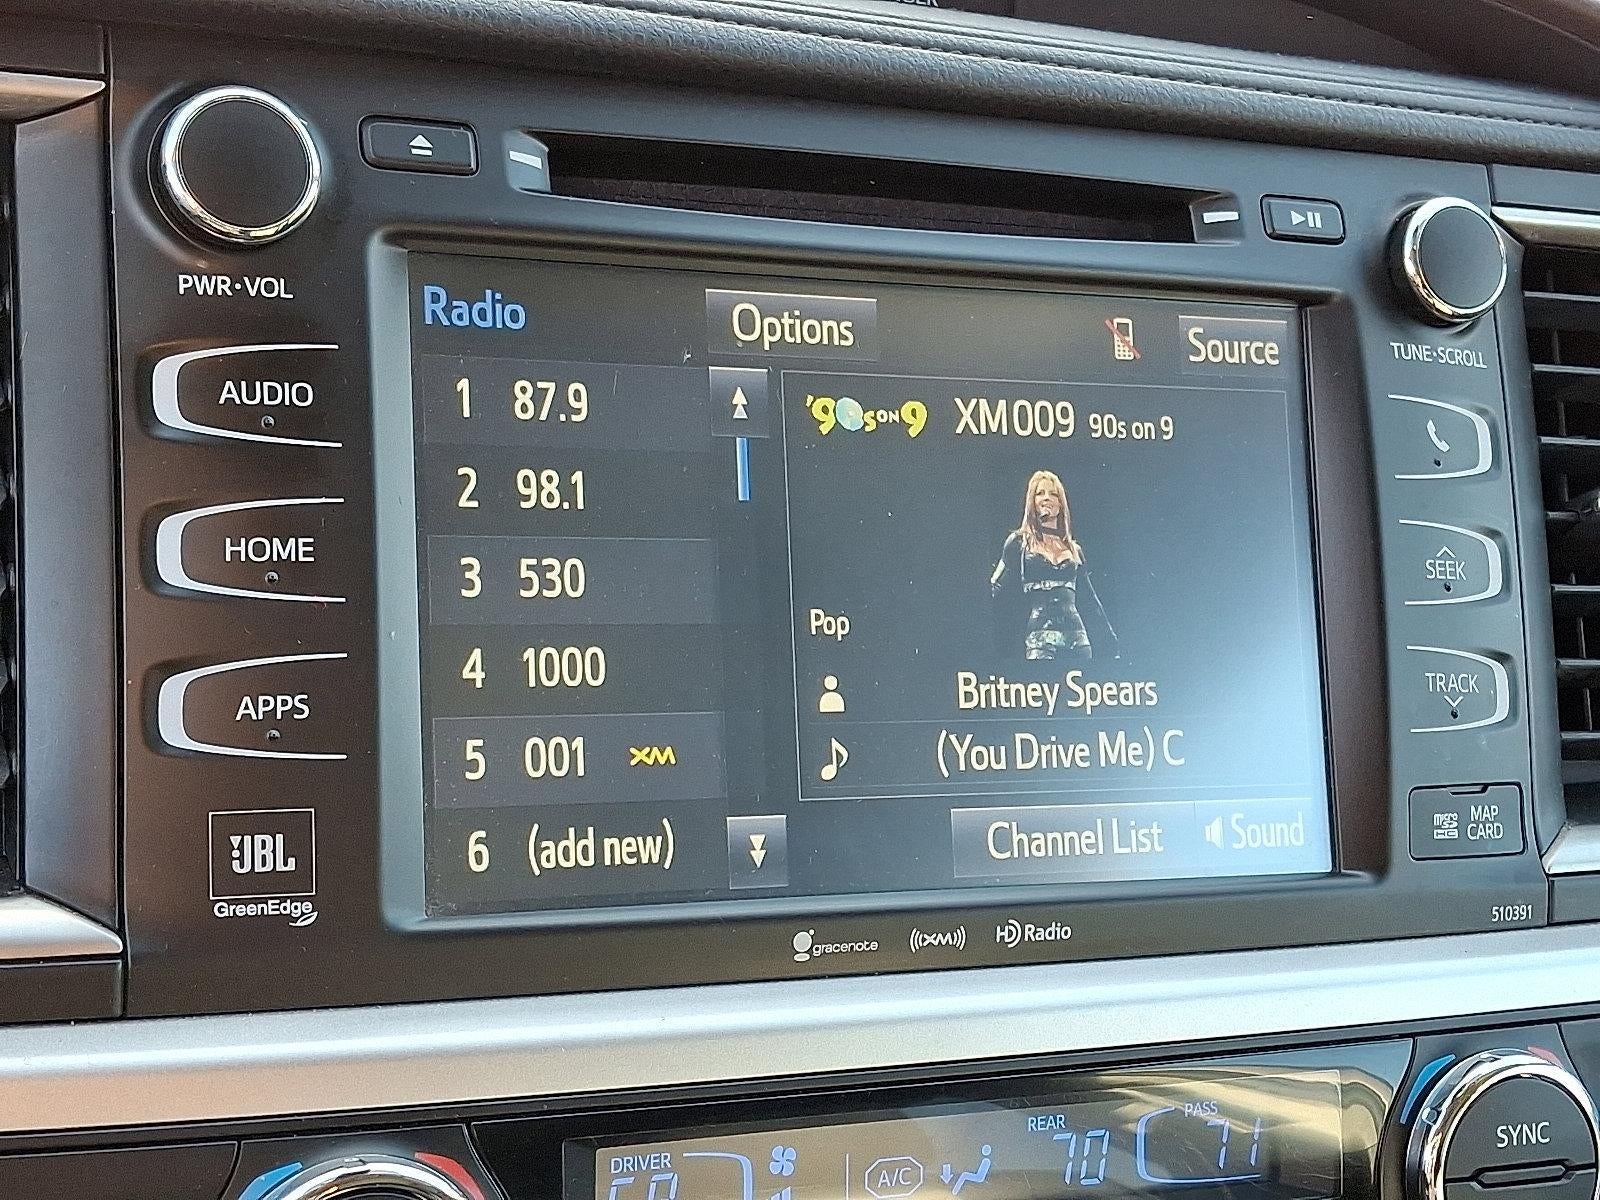 PWR•VOL
AUDIO
HOME
APPS
JBL
GreenEdge
Radio
Options
Source
1 87.9
2 98.1
3 530
4 1000
5 001 XM
6 (add new)
'90s ON 9 XM009 90s on 9
Pop
Britney Spears
(You Drive Me) C
Channel List
Sound
TUNE•SCROLL
SEEK
TRACK
micro SD HC MAP CARD
510391
gracenote
((XM))
HD Radio
DRIVER
A/C
REAR
70
PASS
71
SYNC